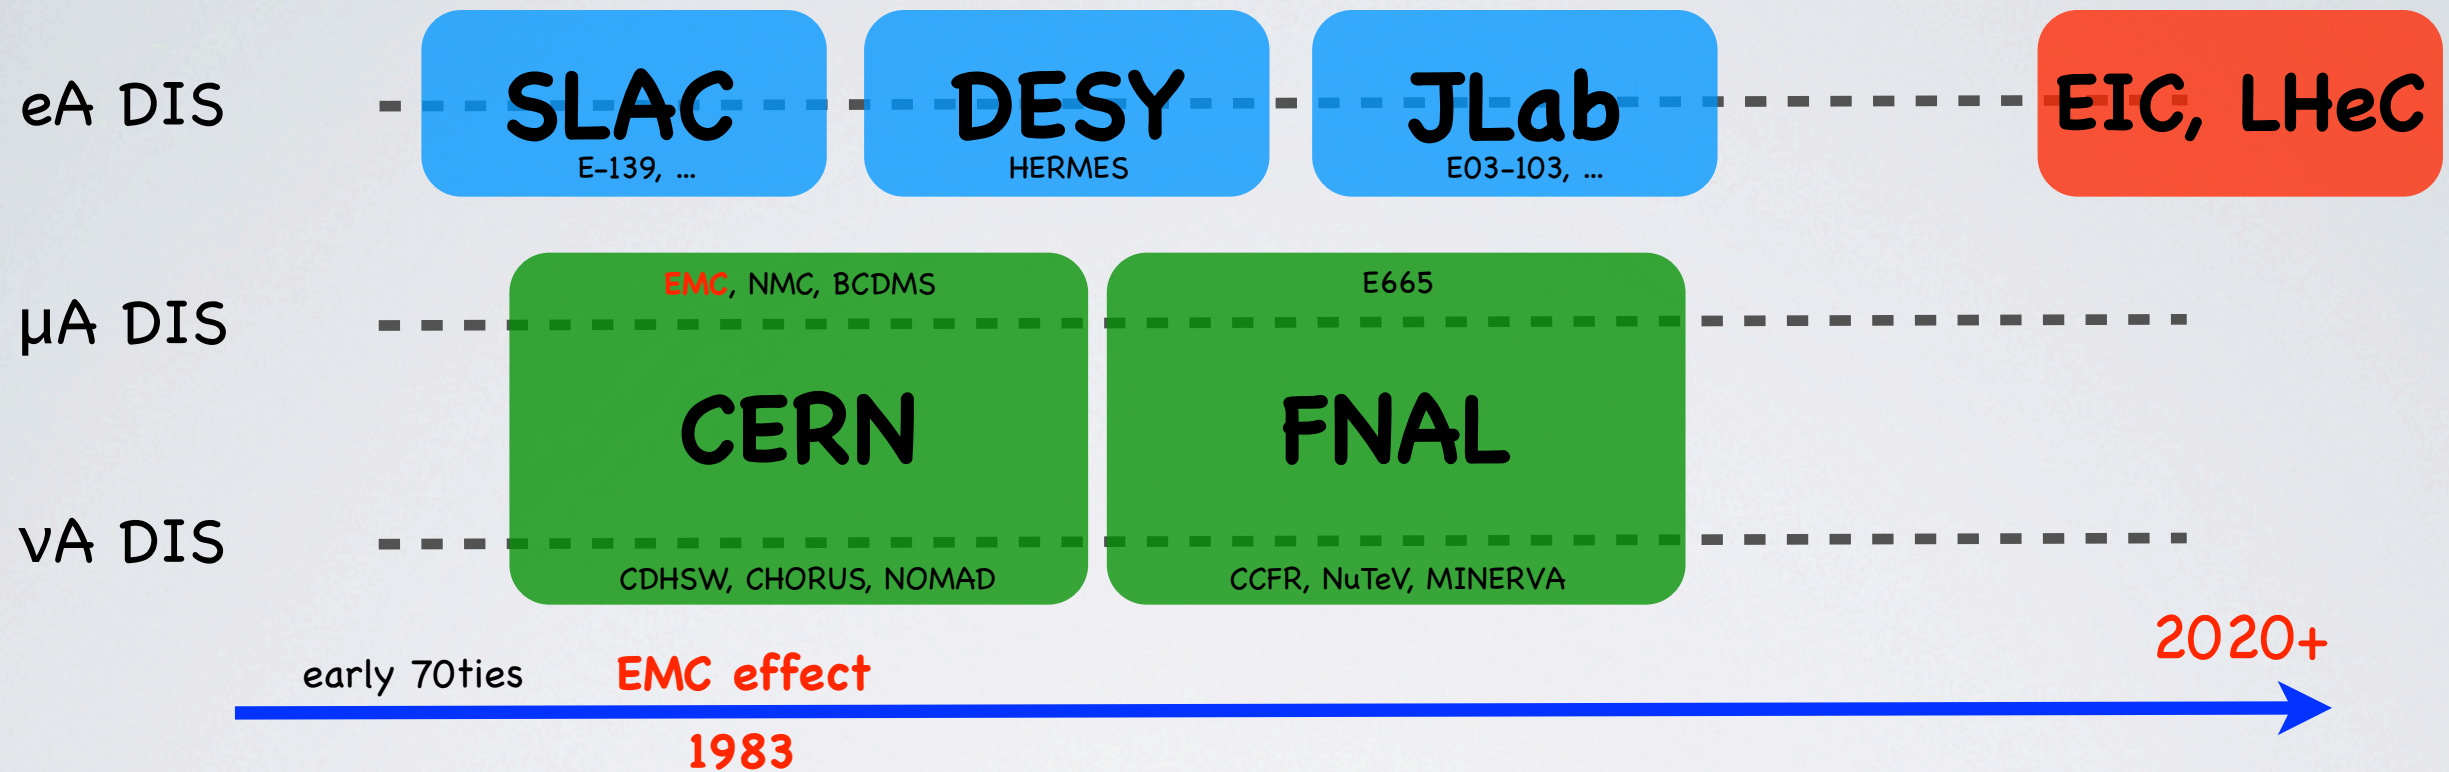 eA DIS
SLAC
E-139, ...
DESY
HERMES
JLab
E03-103, ...
EIC, LHeC
μA DIS
EMC, NMC, BCDMS
E665
CERN
FNAL
νA DIS
CDHSW, CHORUS, NOMAD
CCFR, NuTeV, MINERVA
early 70ties
EMC effect
2020+
1983